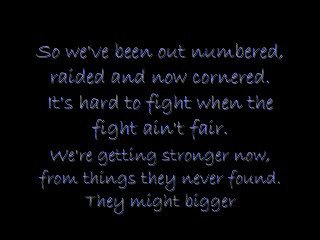 So we've been out numbered,
raided and now cornered.
It's hard to fight when the
fight ain't fair.
We're getting stronger now,
from things they never found.
They might bigger